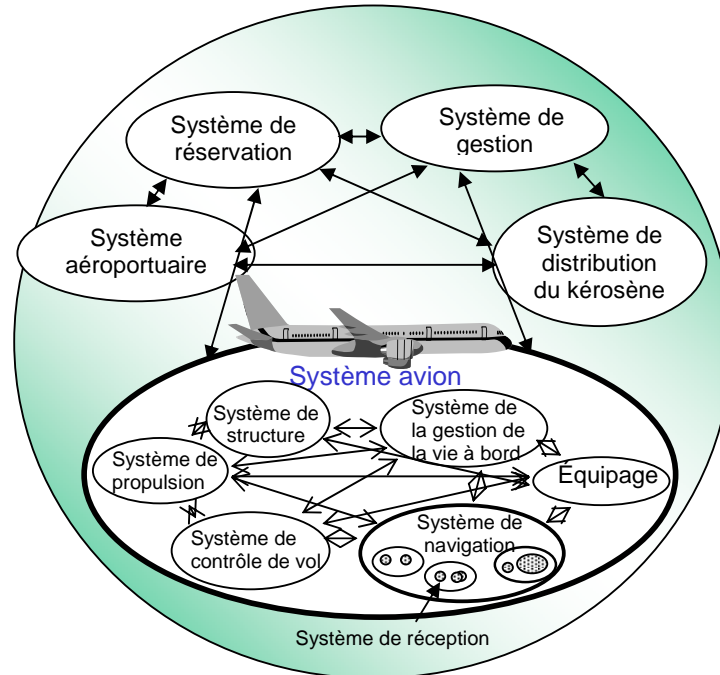 Système de
réservation
Système de
gestion
Système
aéroportuaire
Système de
distribution
du kérosène
Système avion
Système de
structure
Système de
la gestion de
la vie à bord
Système de
propulsion
Équipage
Système de
contrôle de vol
Système de
navigation
Système de réception